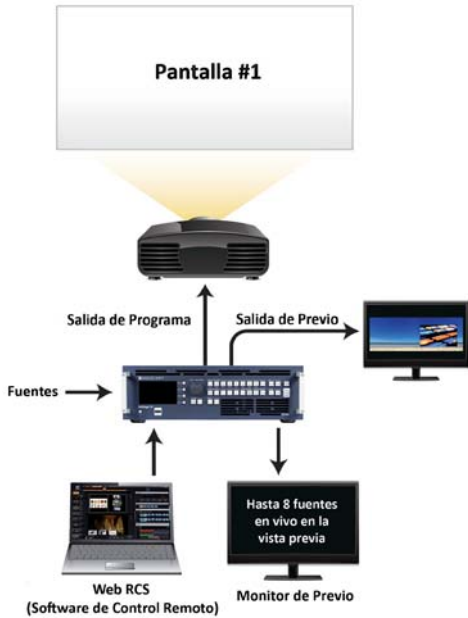 Pantalla #1
Salida de Programa
Salida de Previo
Fuentes
Hasta 8 fuentes
en vivo en la
vista previa
Web RCS
(Software de Control Remoto)
Monitor de Previo